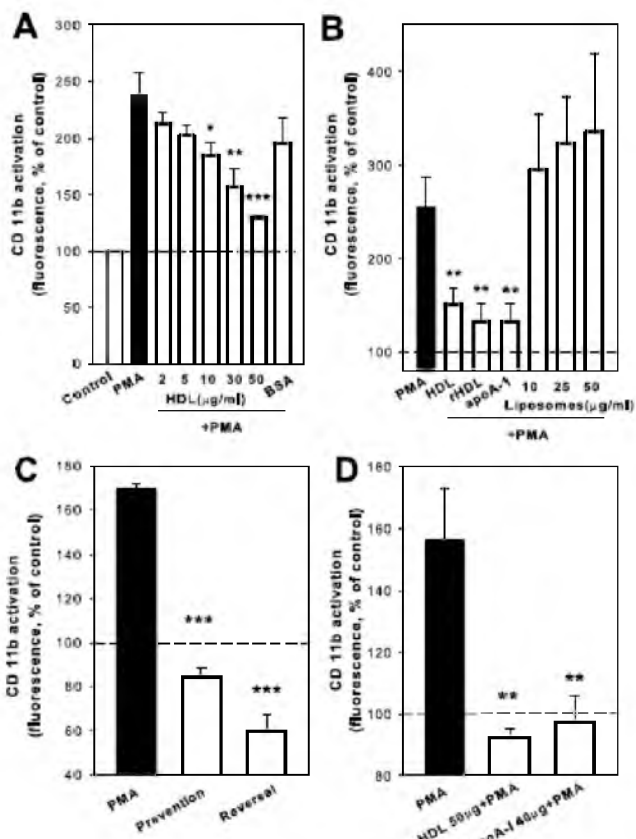 A
CD 11b activation
(fluorescence, % of control)
300
250
200
150
100
50
0
*
**
***
Control
PMA
2 5 10 30 50
BSA
HDL(μg/ml)
+PMA
B
CD 11b activation
(fluorescence, % of control)
400
300
200
100
** ** **
PMA
HDL
rHDL
apoA-1
10 25 50
Liposomes(μg/ml)
+PMA
C
CD 11b activation
(fluorescence, % of control)
180
160
140
120
100
80
60
40
***
***
PMA
Prevention
Reversal
D
CD 11b activation
(fluorescence, % of control)
180
160
140
120
100
80
**
**
PMA
HDL 50μg+PMA
40μg+PMA